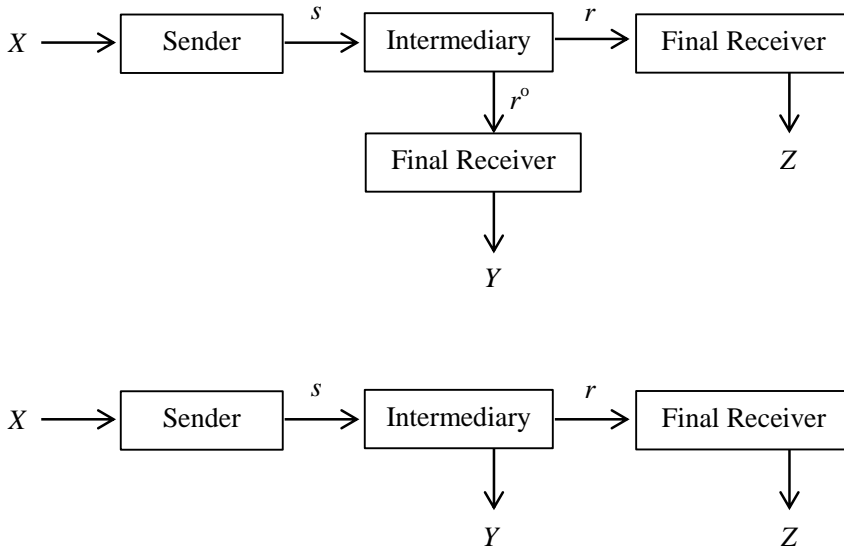 s r
X Sender Intermediary Final Receiver
r°
Final Receiver Z
Y
s r
X Sender Intermediary Final Receiver
Y Z